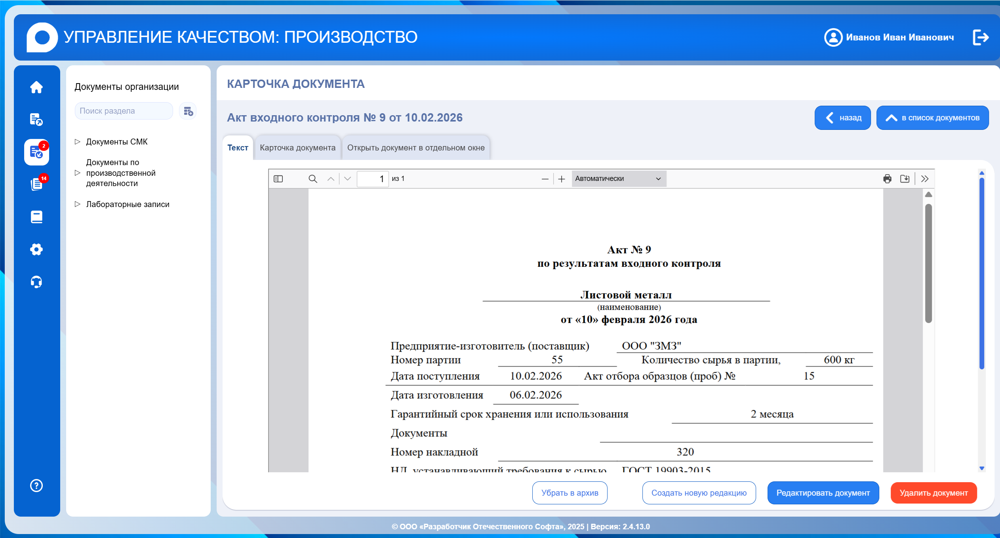 УПРАВЛЕНИЕ КАЧЕСТВОМ: ПРОИЗВОДСТВО
Иванов Иван Иванович
2
14
Документы организации
Поиск раздела
Документы СМК
Документы по
производственной
деятельности
Лабораторные записи
КАРТОЧКА ДОКУМЕНТА
Акт входного контроля № 9 от 10.02.2026
назад
в список документов
Текст
Карточка документа
Открыть документ в отдельном окне
1 из 1
Автоматически
Акт № 9
по результатам входного контроля
Листовой металл
(наименование)
от «10» февраля 2026 года
Предприятие-изготовитель (поставщик) ООО "ЗМЗ"
Номер партии 55 Количество сырья в партии, 600 кг
Дата поступления 10.02.2026 Акт отбора образцов (проб) № 15
Дата изготовления 06.02.2026
Гарантийный срок хранения или использования 2 месяца
Документы
Номер накладной 320
НД, устанавливающий требования к сырью ГОСТ 19903-2015
Убрать в архив
Создать новую редакцию
Редактировать документ
Удалить документ
© ООО «Разработчик Отечественного Софта», 2025 | Версия: 2.4.13.0